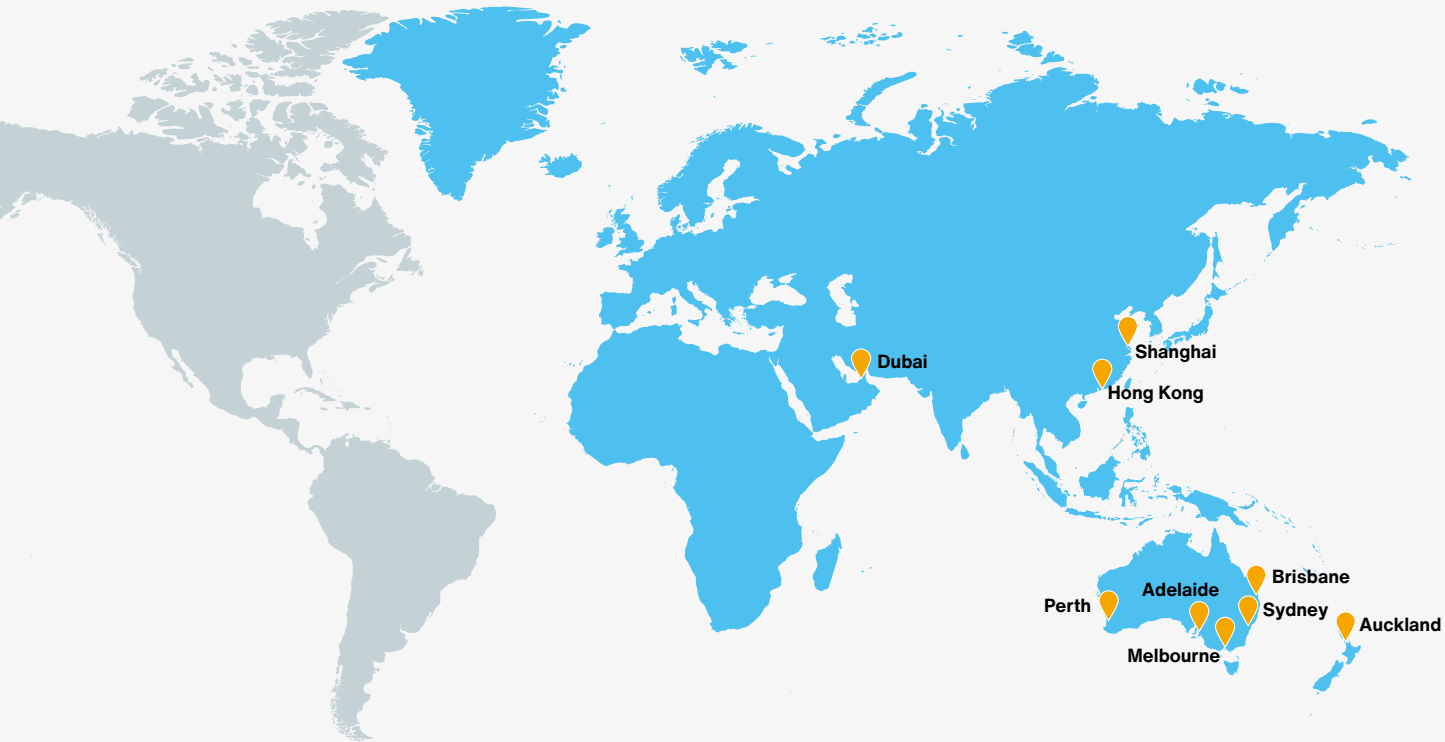 Shanghai
Dubai
Hong Kong
Brisbane
Adelaide
Perth
Sydney
Auckland
Melbourne